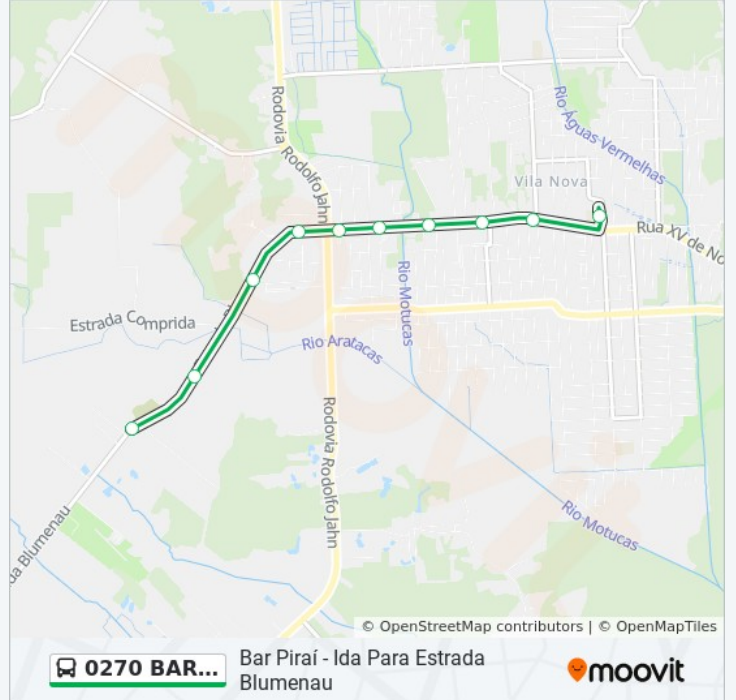 Rodovia Rodolfo Jahn
Rio Águas Vermelhas
Vila Nova
Rua XV de No
Rio Motucas
Estrada Comprida
Rio Aratacas
Rodovia Rodolfo Jahn
Rio Motucas
da Blumenau
© OpenStreetMap contributors | © OpenMapTiles
0270 BAR...
Bar Piraí - Ida Para Estrada
Blumenau
moovit